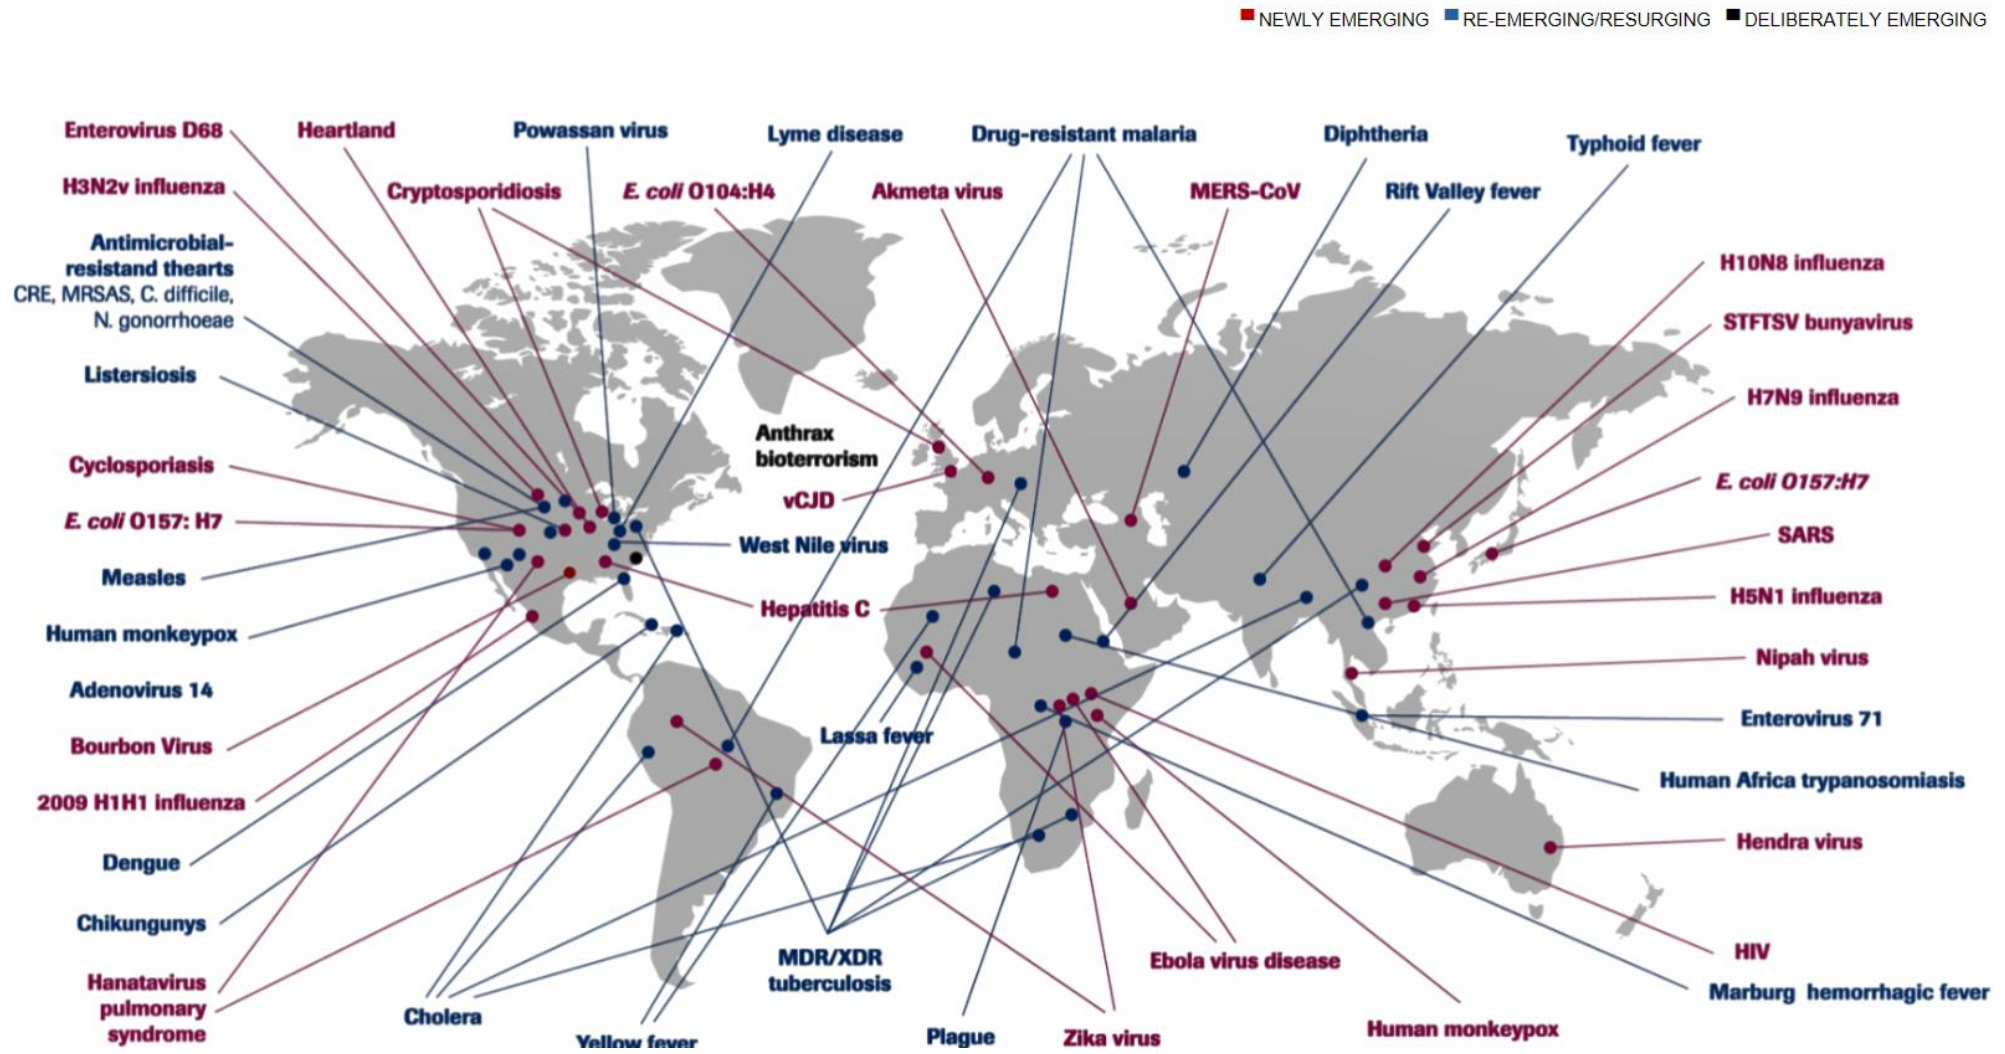 NEWLY EMERGING RE-EMERGING/RESURGING DELIBERATELY EMERGING
Enterovirus D68
Heartland
Powassan virus
Lyme disease
Drug-resistant malaria
Diphtheria
Typhoid fever
H3N2v influenza
Cryptosporidiosis
E. coli O104:H4
Akmeta virus
MERS-CoV
Rift Valley fever
Antimicrobial-
resistand thearts
CRE, MRSAS, C. difficile,
N. gonorrhoeae
H10N8 influenza
STFTSV bunyavirus
Listersiosis
H7N9 influenza
Anthrax
bioterrorism
Cyclosporiasis
vCJD
E. coli O157:H7
E. coli O157: H7
West Nile virus
SARS
Measles
Hepatitis C
H5N1 influenza
Human monkeypox
Nipah virus
Adenovirus 14
Lassa fever
Enterovirus 71
Bourbon Virus
Human Africa trypanosomiasis
2009 H1H1 influenza
Hendra virus
Dengue
Chikungunys
MDR/XDR
tuberculosis
Ebola virus disease
HIV
Hanatavirus
pulmonary
syndrome
Marburg hemorrhagic fever
Cholera
Yellow fever
Plague
Zika virus
Human monkeypox